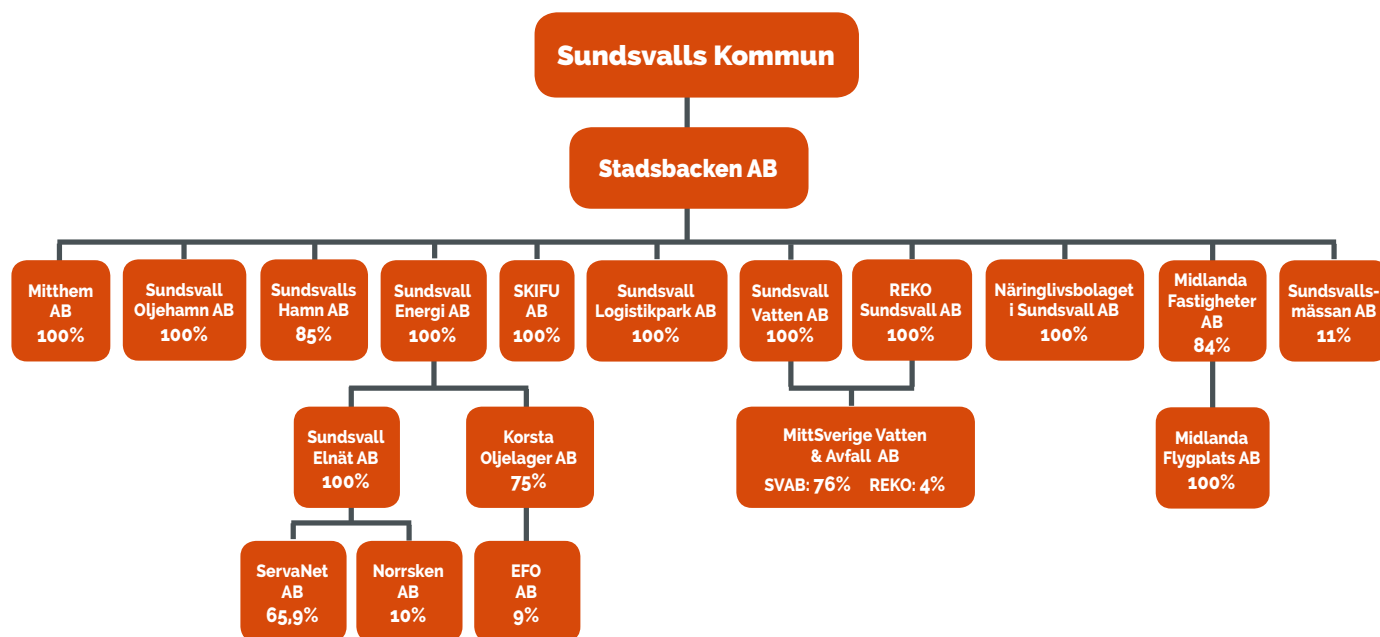 Sundsvalls Kommun
Stadsbacken AB
Mitthem
AB
100%
Sundsvall
Oljehamn AB
100%
Sundsvalls
Hamn AB
85%
Sundsvall
Energi AB
100%
SKIFU
AB
100%
Sundsvall
Logistikpark AB
100%
Sundsvall
Vatten AB
100%
REKO
Sundsvall AB
100%
Näringlivsbolaget
i Sundsvall AB
100%
Midlanda
Fastigheter
AB
84%
Sundsvalls-
mässan AB
11%
Sundsvall
Elnät AB
100%
Korsta
Oljelager AB
75%
MittSverige Vatten
& Avfall AB
SVAB: 76% REKO: 4%
Midlanda
Flygplats AB
100%
ServaNet
AB
65,9%
Norrsken
AB
10%
EFO
AB
9%